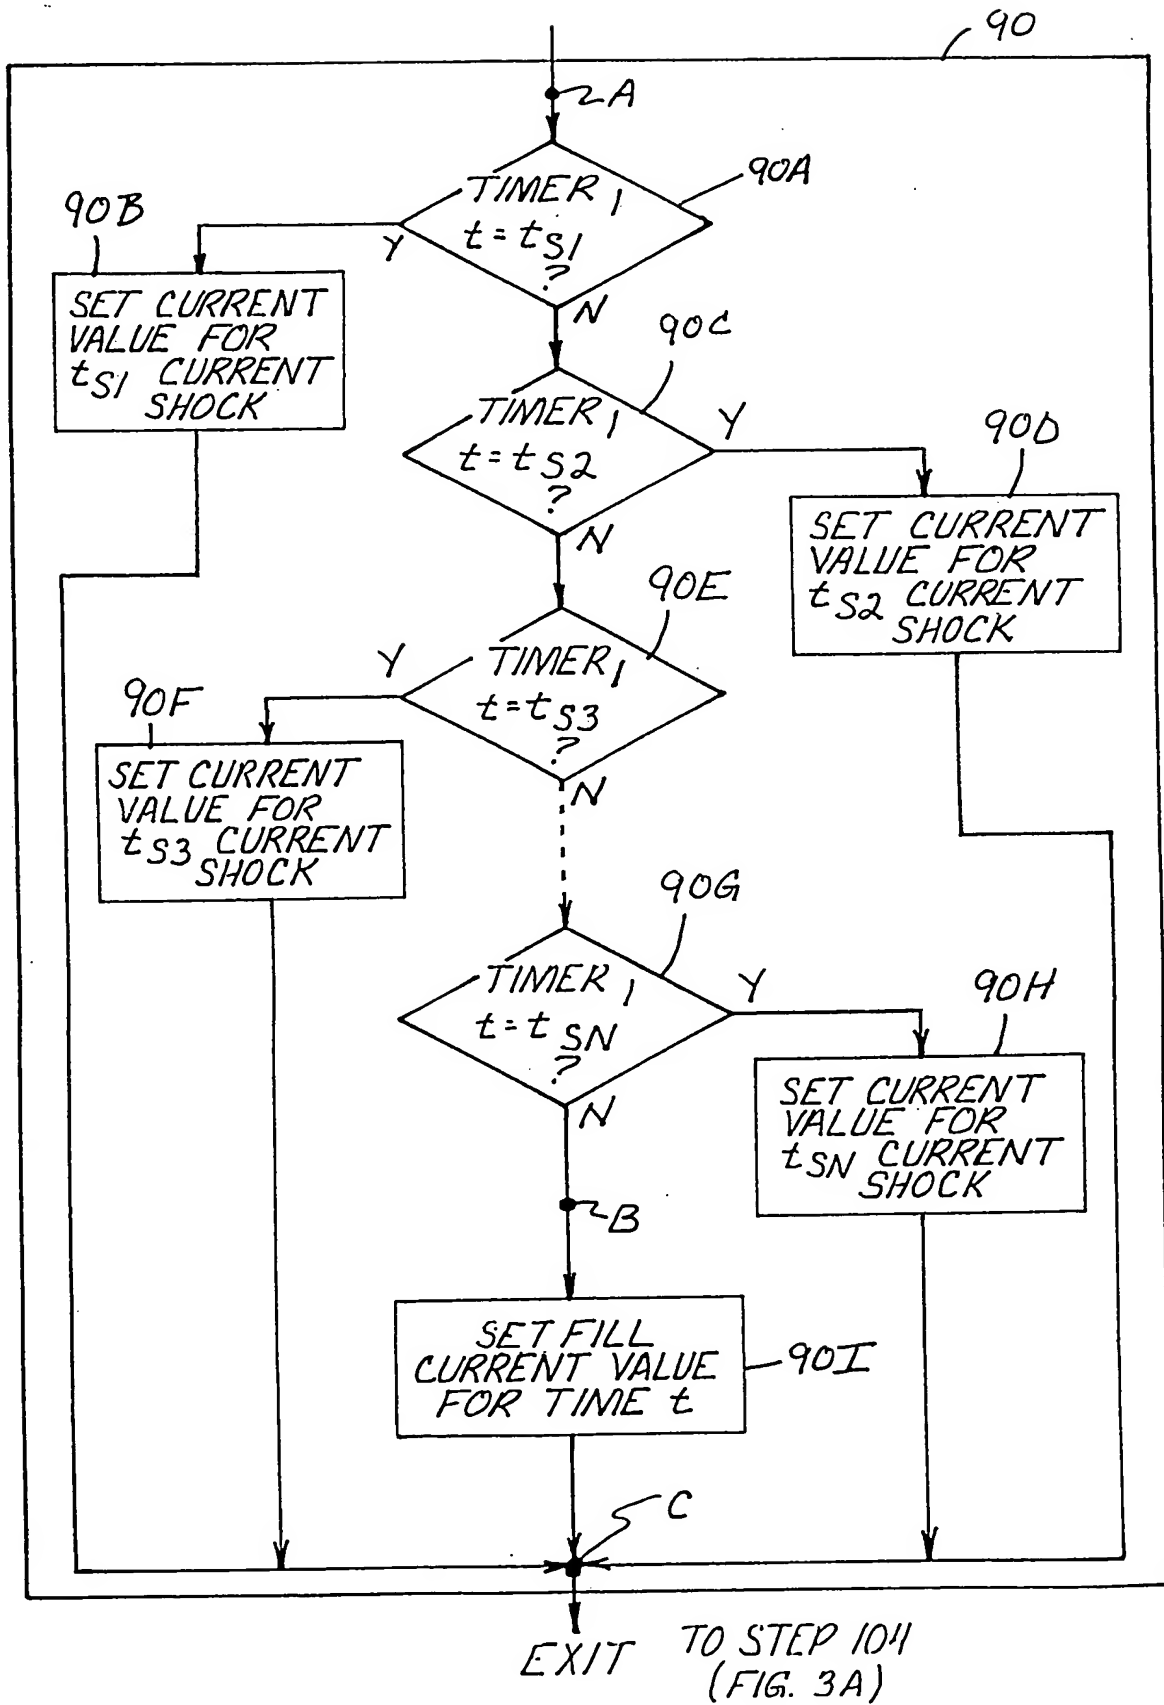 90
A
TIMER 1
t = tS1
?
90A
Y
N
90B
SET CURRENT
VALUE FOR
tS1 CURRENT
SHOCK
90C
TIMER 1
t = tS2
?
Y
N
90D
SET CURRENT
VALUE FOR
tS2 CURRENT
SHOCK
90E
TIMER 1
t = tS3
?
Y
N
90F
SET CURRENT
VALUE FOR
tS3 CURRENT
SHOCK
90G
TIMER 1
t = tSN
?
Y
N
90H
SET CURRENT
VALUE FOR
tSN CURRENT
SHOCK
B
SET FILL
CURRENT VALUE
FOR TIME t
90I
C
EXIT
TO STEP 104
(FIG. 3A)